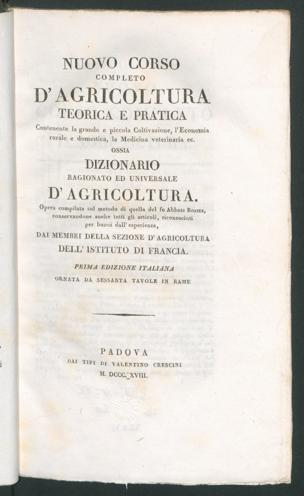 NUOVO CORSO
COMPLETO
D'AGRICOLTURA
TEORICA E PRATICA
Contenente la grande e piccola Coltivazione, l'Economia
rurale e domestica, la Medicina veterinaria ec.
OSSIA
DIZIONARIO
RAGIONATO ED UNIVERSALE
D'AGRICOLTURA.
Opera compilata sul metodo di quella del fu Abbate Rozier,
conservandone anche tutti gli articoli, riconosciuti
per buoni dall'esperienza,
DAI MEMBRI DELLA SEZIONE D'AGRICOLTURA
DELL'ISTITUTO DI FRANCIA.
PRIMA EDIZIONE ITALIANA
ORNATA DA SESSANTA TAVOLE IN RAME
PADOVA
DAI TIPI DI VALENTINO CRESCINI
M. DCCC. XVIII.